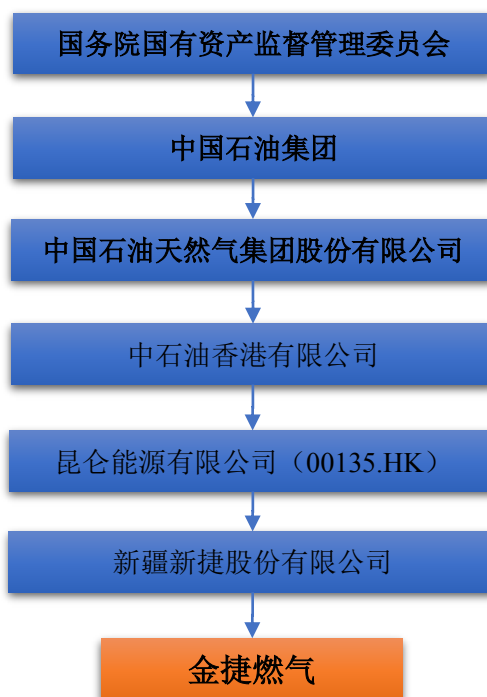 国务院国有资产监督管理委员会
中国石油集团
中国石油天然气集团股份有限公司
中石油香港有限公司
昆仑能源有限公司（00135.HK）
新疆新捷股份有限公司
金捷燃气